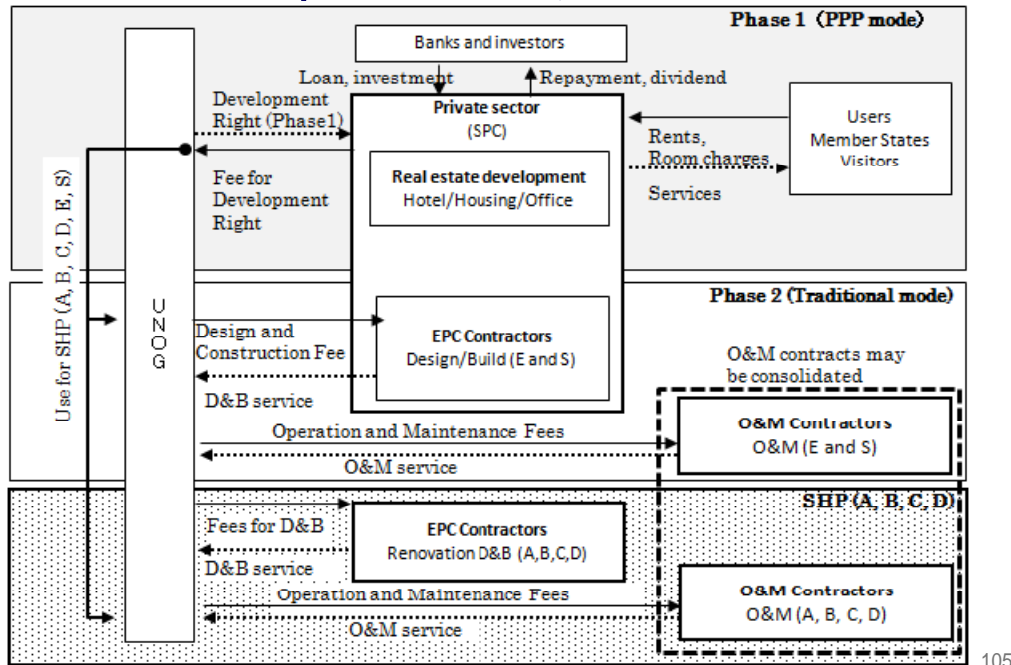 Phase 1 (PPP mode)
Banks and investors
Loan, investment
Repayment, dividend
Development
Right (Phase1)
Private sector
(SPC)
Users
Member States
Visitors
Rents,
Room charges
Services
Fee for
Development
Right
Real estate development
Hotel/Housing/Office
Use for SHP (A, B, C, D, E, S)
UNOG
Phase 2 (Traditional mode)
Design and
Construction Fee
D&B service
EPC Contractors
Design/Build (E and S)
O&M contracts may
be consolidated
Operation and Maintenance Fees
O&M service
O&M Contractors
O&M (E and S)
SHP (A, B, C, D)
Fees for D&B
D&B service
EPC Contractors
Renovation D&B (A,B,C,D)
Operation and Maintenance Fees
O&M service
O&M Contractors
O&M (A, B, C, D)
105